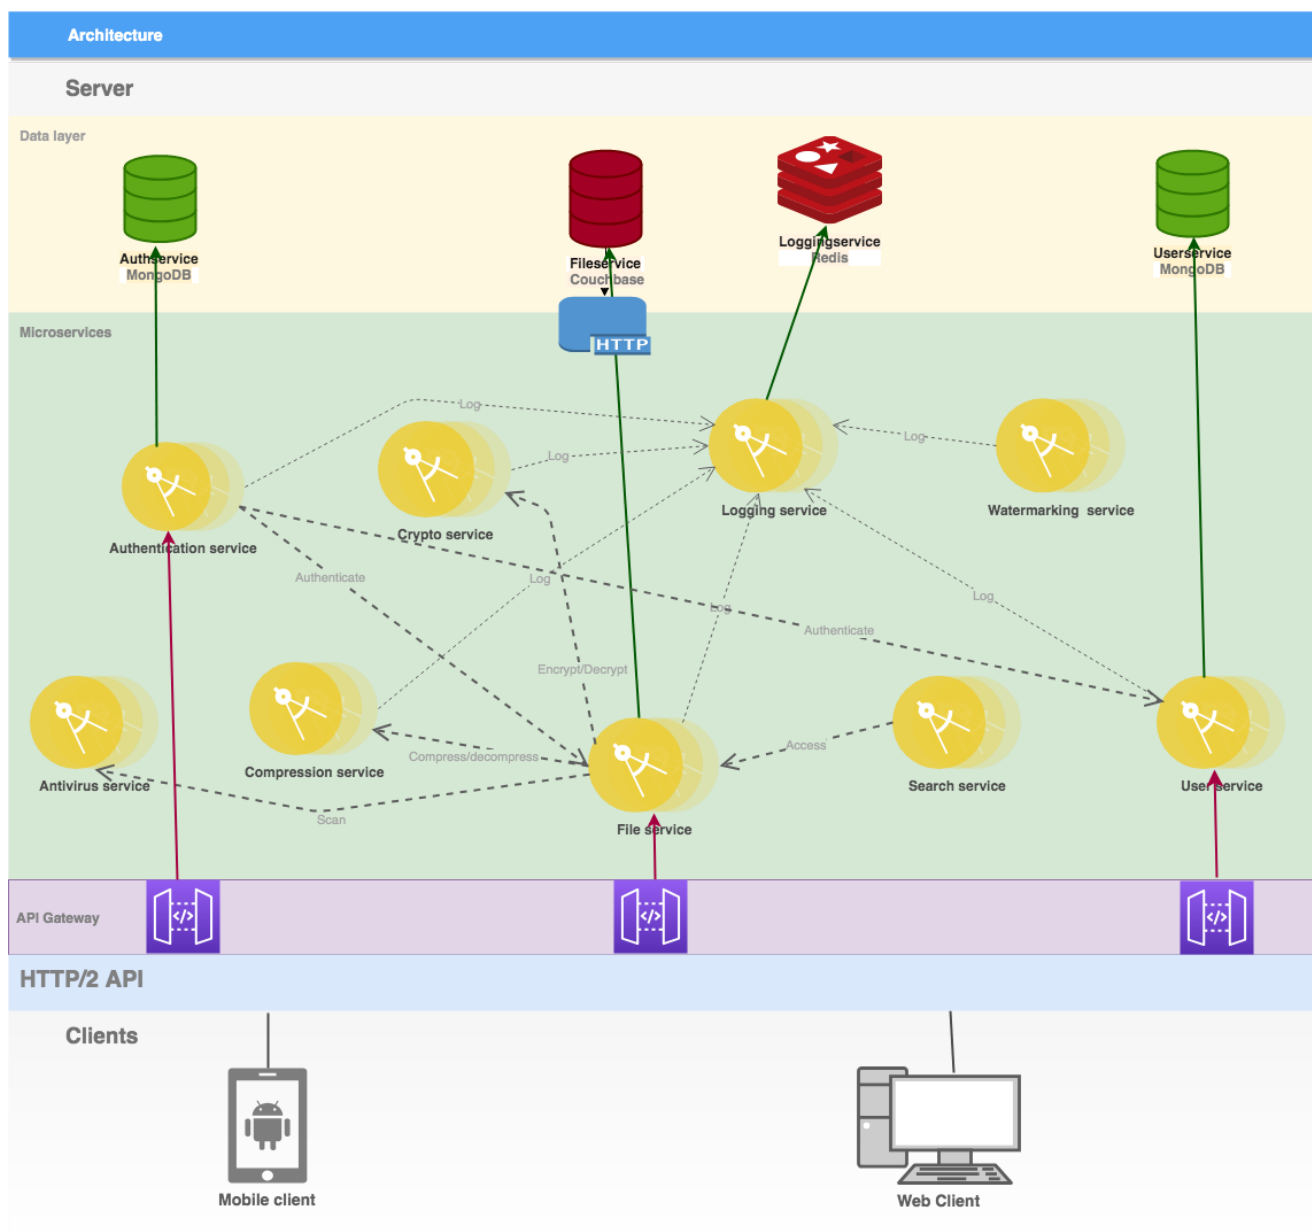 Architecture
Server
Data layer
Authservice
MongoDB
Fileservice
Couchbase
Loggingservice
Redis
Userservice
MongoDB
Microservices
HTTP
Log
Log
Log
Logging service
Watermarking service
Crypto service
Authentication service
Authenticate
Log
Log
Log
Authenticate
Encrypt/Decrypt
Access
Compress/decompress
Compression service
Antivirus service
Search service
User service
Scan
File service
</>
</>
</>
API Gateway
HTTP/2 API
Clients
Mobile client
Web Client